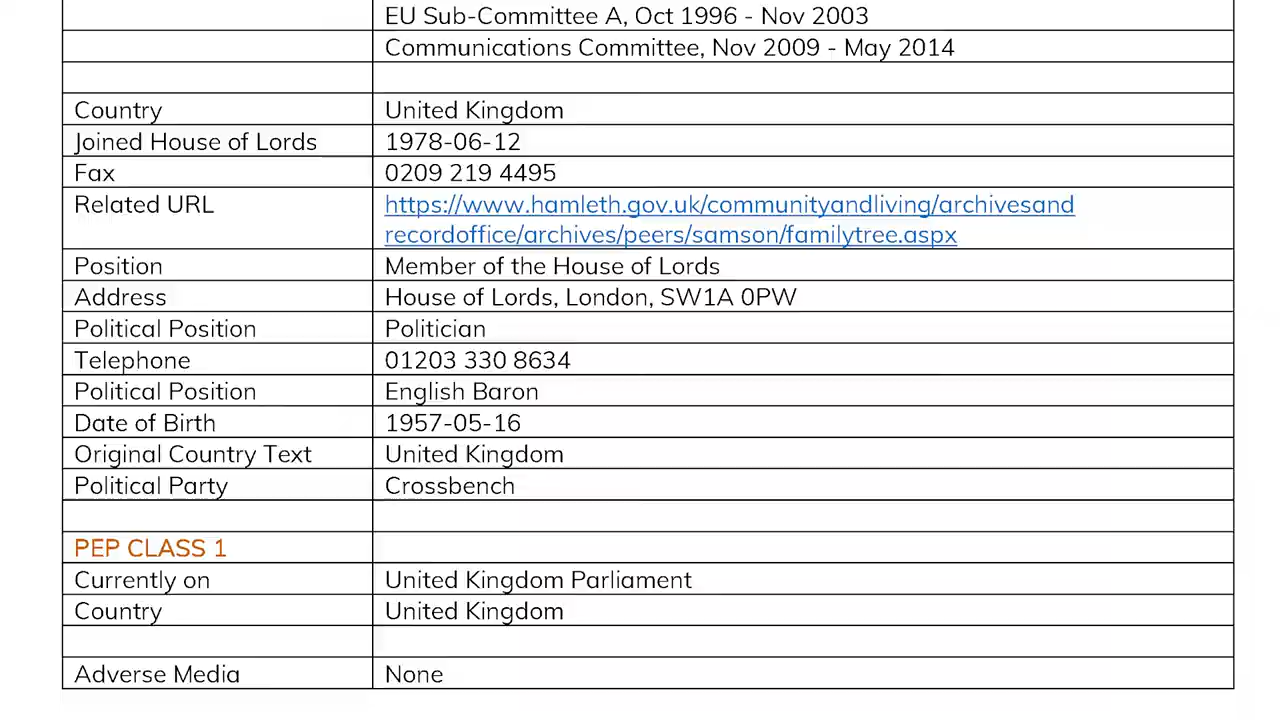 EU Sub-Committee A, Oct 1996 - Nov 2003
Communications Committee, Nov 2009 - May 2014
Country United Kingdom
Joined House of Lords 1978-06-12
Fax 0209 219 4495
Related URL https://www.hamleth.gov.uk/communityandliving/archivesand
recordoffice/archives/peers/samson/familytree.aspx
Position Member of the House of Lords
Address House of Lords, London, SW1A 0PW
Political Position Politician
Telephone 01203 330 8634
Political Position English Baron
Date of Birth 1957-05-16
Original Country Text United Kingdom
Political Party Crossbench
PEP CLASS 1
Currently on United Kingdom Parliament
Country United Kingdom
Adverse Media None